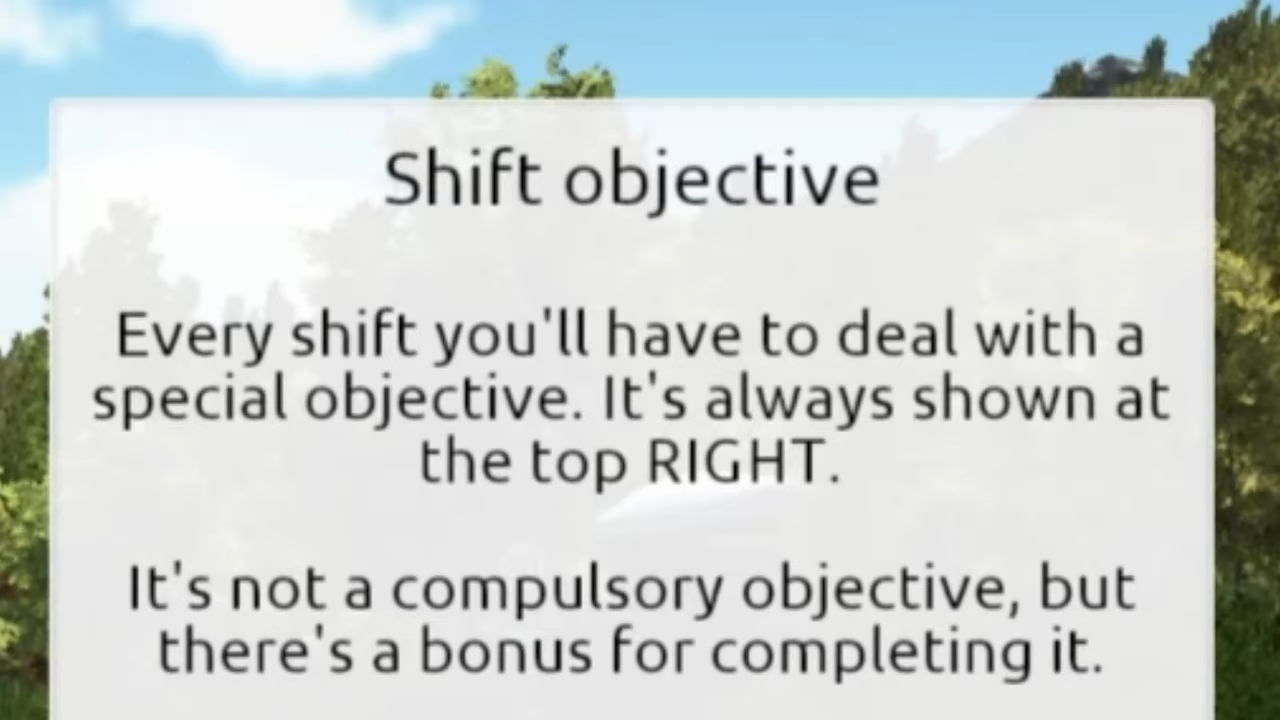 Shift objective
Every shift you'll have to deal with a
special objective. It's always shown at
the top RIGHT.
It's not a compulsory objective, but
there's a bonus for completing it.